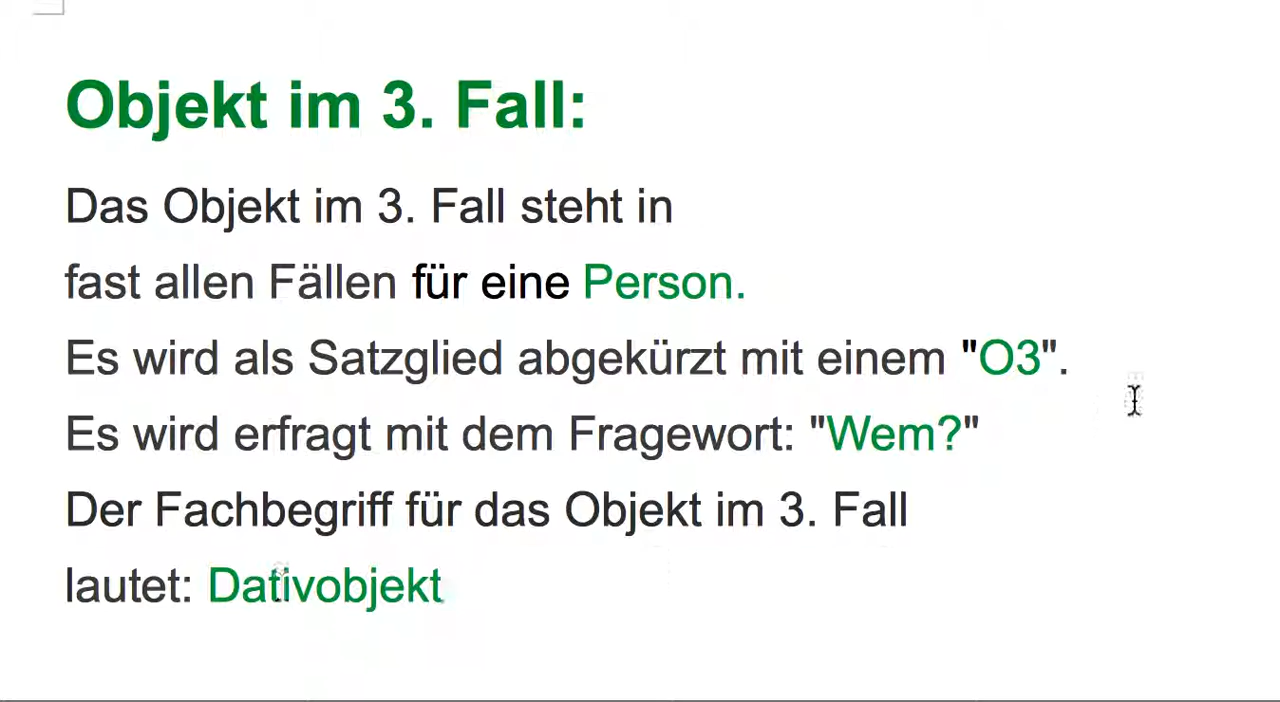 Objekt im 3. Fall:
Das Objekt im 3. Fall steht in
fast allen Fällen für eine Person.
Es wird als Satzglied abgekürzt mit einem "O3".
Es wird erfragt mit dem Fragewort: "Wem?"
Der Fachbegriff für das Objekt im 3. Fall
lautet: Dativobjekt